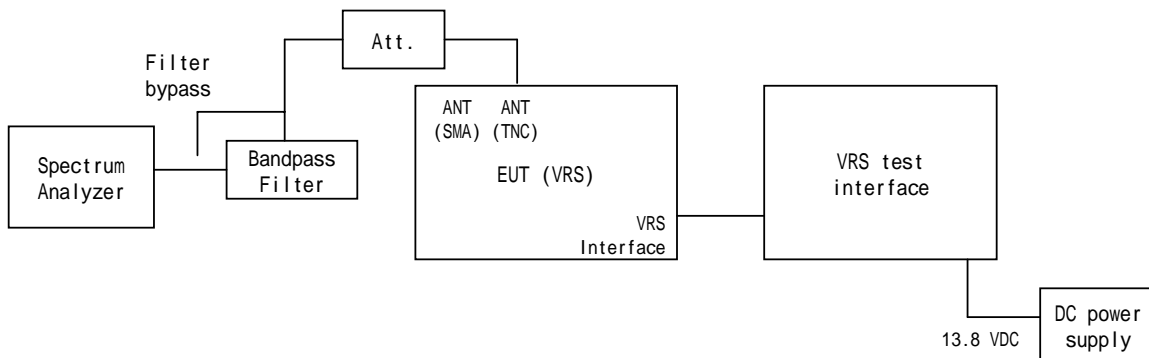 Att.
Filter
bypass
ANT ANT
(SMA) (TNC)
Spectrum
Analyzer
Bandpass
Filter
EUT (VRS)
VRS
Interface
VRS test
interface
13.8 VDC
DC power
supply